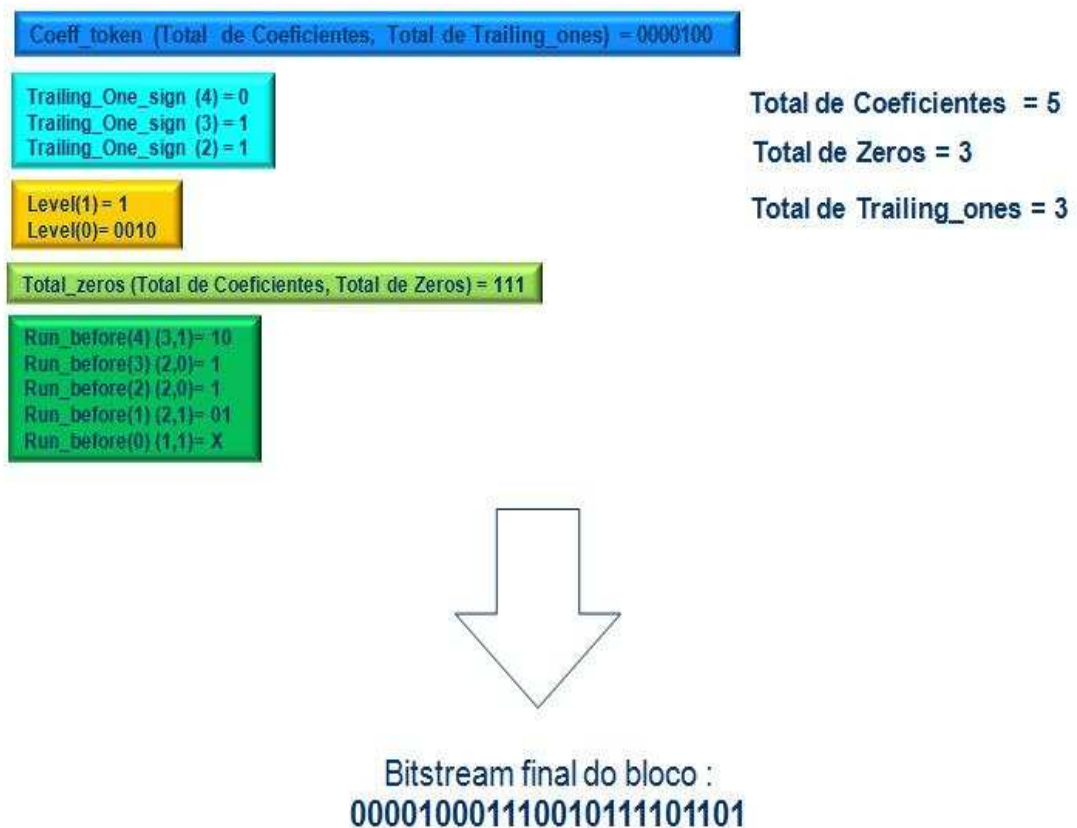 Coeff_token (Total de Coeficientes, Total de Trailing_ones) = 0000100
Trailing_One_sign (4) = 0
Trailing_One_sign (3) = 1
Trailing_One_sign (2) = 1
Level(1) = 1
Level(0)= 0010
Total_zeros (Total de Coeficientes, Total de Zeros) = 111
Run_before(4) (3,1)= 10
Run_before(3) (2,0)= 1
Run_before(2) (2,0)= 1
Run_before(1) (2,1)= 01
Run_before(0) (1,1)= X
Total de Coeficientes = 5
Total de Zeros = 3
Total de Trailing_ones = 3
Bitstream final do bloco :
000010001110010111101101